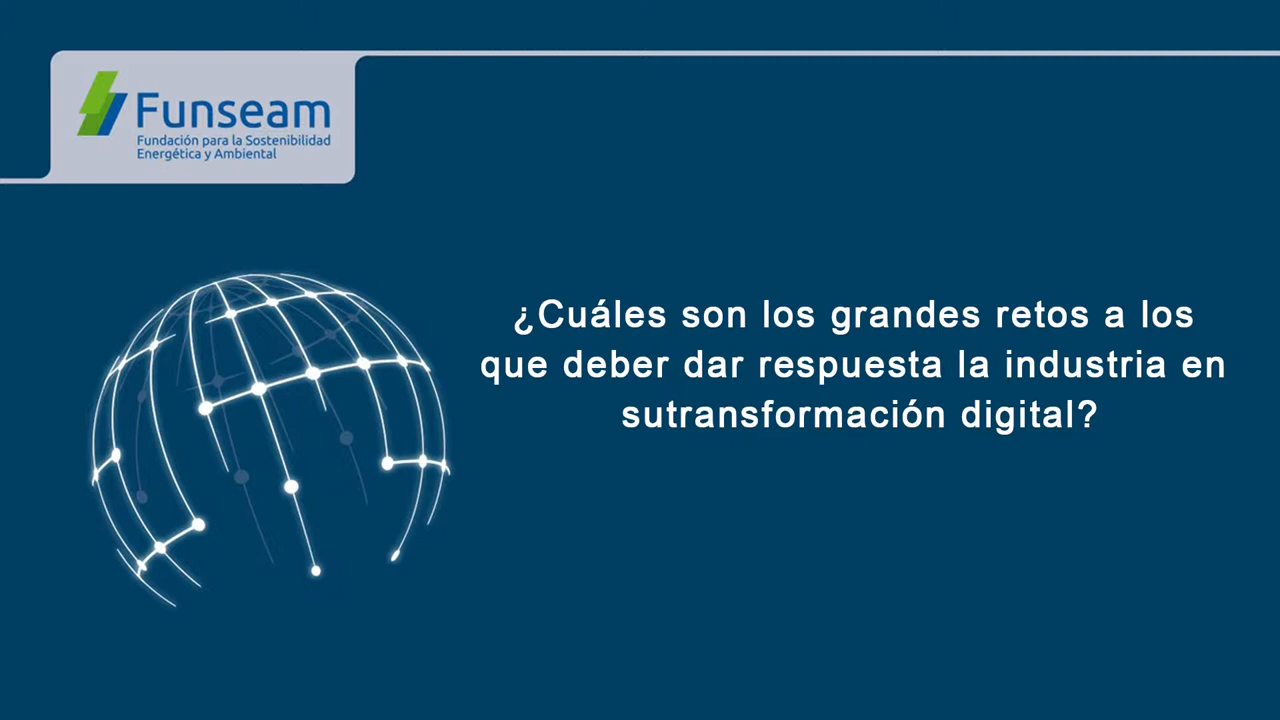 Funseam
Fundación para la Sostenibilidad
Energética y Ambiental
¿Cuáles son los grandes retos a los
que deber dar respuesta la industria en
sutransformación digital?